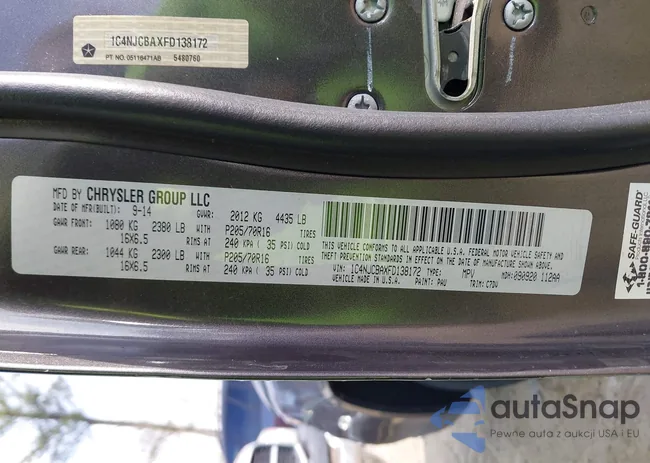 1C4NJCBAXFD138172
PT NO. 05116471AB 5480760
MFD BY CHRYSLER GROUP LLC
DATE OF MFR(BUILT): 9-14 GVWR: 2012 KG 4435 LB
GAWR FRONT: 1080 KG 2380 LB P205/70R16 TIRES
16X6.5 RIMS AT 240 KPA ( 35 PSI) COLD
GAWR REAR: 1044 KG 2300 LB P205/70R16 TIRES
16X6.5 RIMS AT 240 KPA ( 35 PSI) COLD
THIS VEHICLE CONFORMS TO ALL APPLICABLE U.S.A. FEDERAL MOTOR VEHICLE SAFETY AND
THEFT PREVENTION STANDARDS IN EFFECT ON THE DATE OF MANUFACTURE SHOWN ABOVE.
VIN: 1C4NJCBAXFD138172 TYPE: MPV MDH: 090920 112AA
VEHICLE MADE IN U.S.A. PAINT: PAU TRIM: C7DV
SAFE-GUARD
autaSnap
Pewne auta z aukcji USA i EU